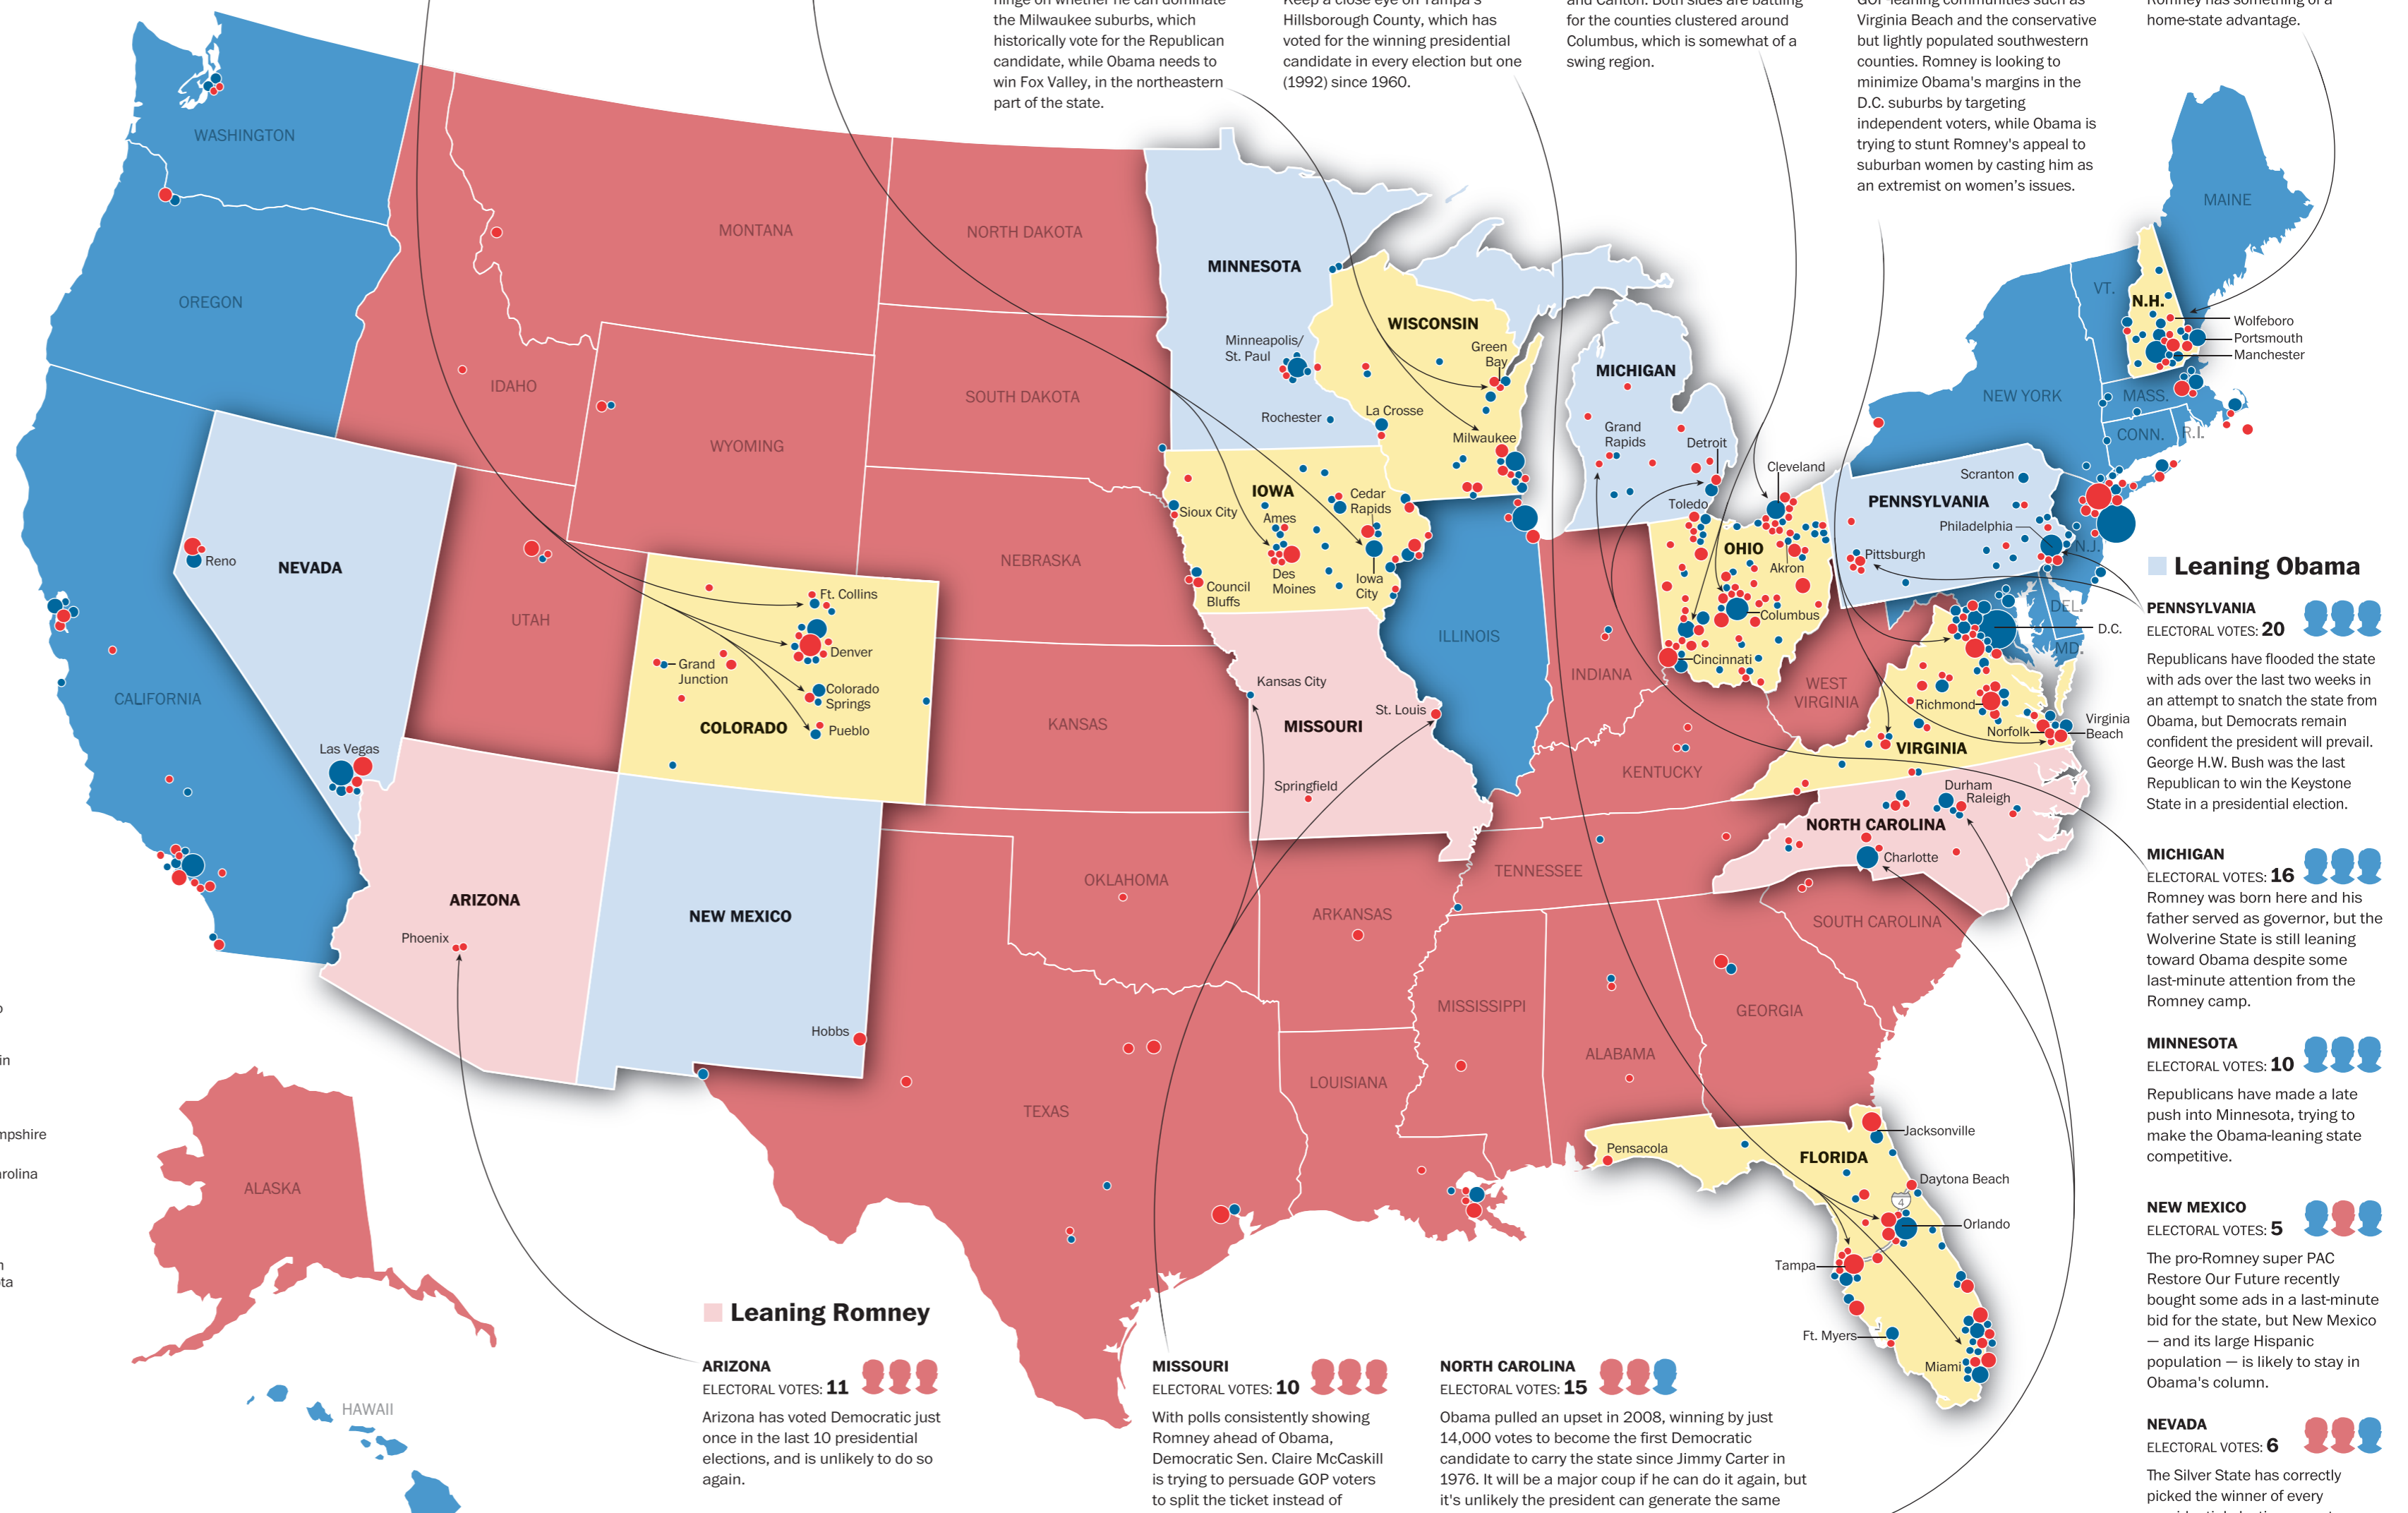 the Milwaukee suburbs, which
historically vote for the Republican
candidate, while Obama needs to
win Fox Valley, in the northeastern
part of the state.
Keep a close eye on Tampa's
Hillsborough County, which has
voted for the winning presidential
candidate in every election but one
(1992) since 1960.
and Canton. Both sides are battling
for the counties clustered around
Columbus, which is somewhat of a
swing region.
GOP-leaning communities such as
Virginia Beach and the conservative
but lightly populated southwestern
counties. Romney is looking to
minimize Obama's margins in the
D.C. suburbs by targeting
independent voters, while Obama is
trying to stunt Romney's appeal to
suburban women by casting him as
an extremist on women's issues.
Romney has something of a
home-state advantage.
WASHINGTON
OREGON
CALIFORNIA
IDAHO
MONTANA
NORTH DAKOTA
SOUTH DAKOTA
WYOMING
NEBRASKA
KANSAS
UTAH
NEVADA
Reno
Las Vegas
ARIZONA
Phoenix
NEW MEXICO
Hobbs
COLORADO
Ft. Collins
Denver
Grand
Junction
Colorado
Springs
Pueblo
OKLAHOMA
TEXAS
MINNESOTA
Minneapolis/
St. Paul
Rochester
WISCONSIN
Green
Bay
La Crosse
Milwaukee
IOWA
Sioux City
Ames
Cedar
Rapids
Des
Moines
Iowa
City
Council
Bluffs
MISSOURI
Kansas City
St. Louis
Springfield
ILLINOIS
INDIANA
MICHIGAN
Grand
Rapids
Detroit
OHIO
Cleveland
Toledo
Akron
Columbus
Cincinnati
KENTUCKY
TENNESSEE
WEST
VIRGINIA
VIRGINIA
Richmond
Norfolk
Virginia
Beach
D.C.
NORTH CAROLINA
Durham
Raleigh
Charlotte
SOUTH CAROLINA
GEORGIA
ALABAMA
MISSISSIPPI
LOUISIANA
ARKANSAS
FLORIDA
Pensacola
Jacksonville
Daytona Beach
4
Orlando
Tampa
Ft. Myers
Miami
PENNSYLVANIA
Scranton
Philadelphia
Pittsburgh
NEW YORK
N.J.
DEL.
MD.
CONN.
R.I.
MASS.
VT.
N.H.
Wolfeboro
Portsmouth
Manchester
MAINE
ALASKA
HAWAII
mpshire
arolina
in
ta
Leaning Obama
PENNSYLVANIA
ELECTORAL VOTES: 20
Republicans have flooded the state
with ads over the last two weeks in
an attempt to snatch the state from
Obama, but Democrats remain
confident the president will prevail.
George H.W. Bush was the last
Republican to win the Keystone
State in a presidential election.
MICHIGAN
ELECTORAL VOTES: 16
Romney was born here and his
father served as governor, but the
Wolverine State is still leaning
toward Obama despite some
last-minute attention from the
Romney camp.
MINNESOTA
ELECTORAL VOTES: 10
Republicans have made a late
push into Minnesota, trying to
make the Obama-leaning state
competitive.
NEW MEXICO
ELECTORAL VOTES: 5
The pro-Romney super PAC
Restore Our Future recently
bought some ads in a last-minute
bid for the state, but New Mexico
— and its large Hispanic
population — is likely to stay in
Obama's column.
NEVADA
ELECTORAL VOTES: 6
The Silver State has correctly
picked the winner of every
Leaning Romney
ARIZONA
ELECTORAL VOTES: 11
Arizona has voted Democratic just
once in the last 10 presidential
elections, and is unlikely to do so
again.
MISSOURI
ELECTORAL VOTES: 10
With polls consistently showing
Romney ahead of Obama,
Democratic Sen. Claire McCaskill
is trying to persuade GOP voters
to split the ticket instead of
NORTH CAROLINA
ELECTORAL VOTES: 15
Obama pulled an upset in 2008, winning by just
14,000 votes to become the first Democratic
candidate to carry the state since Jimmy Carter in
1976. It will be a major coup if he can do it again, but
it's unlikely the president can generate the same